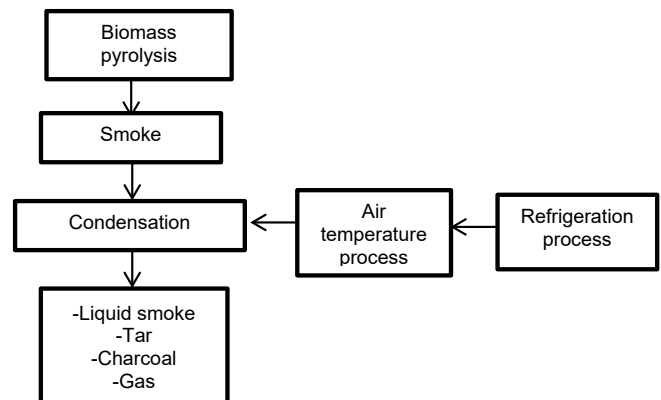 Biomass
pyrolysis
Smoke
Condensation
Air
temperature
process
Refrigeration
process
-Liquid smoke
-Tar
-Charcoal
-Gas